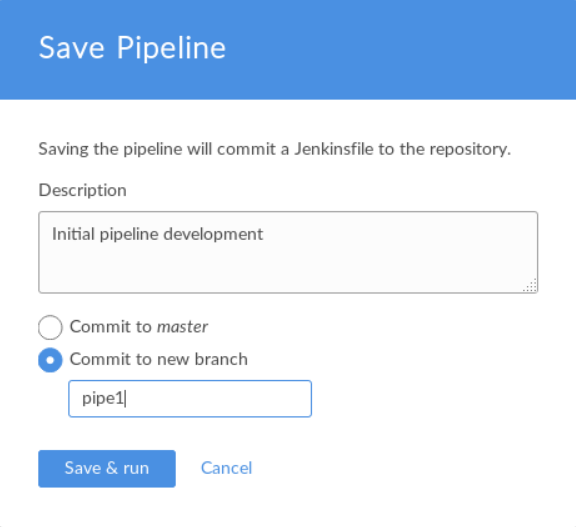 Save Pipeline
Saving the pipeline will commit a Jenkinsfile to the repository.
Description
Initial pipeline development
Commit to master
Commit to new branch
pipe1
Save & run Cancel